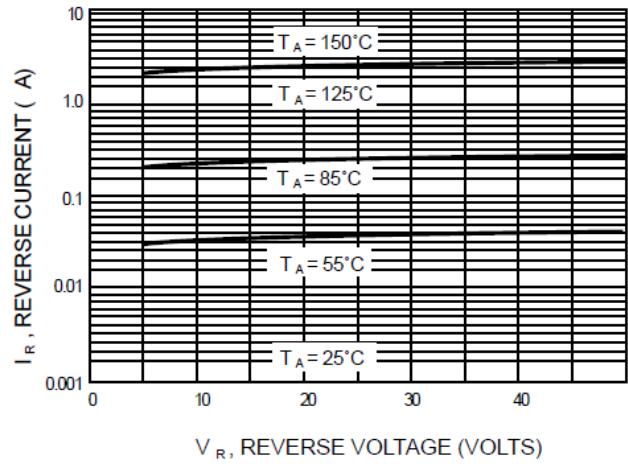 10
1.0
0.1
0.01
0.001
I R , REVERSE CURRENT ( A)
T A = 150°C
T A = 125°C
T A = 85°C
T A = 55°C
T A = 25°C
0 10 20 30 40
V R , REVERSE VOLTAGE (VOLTS)